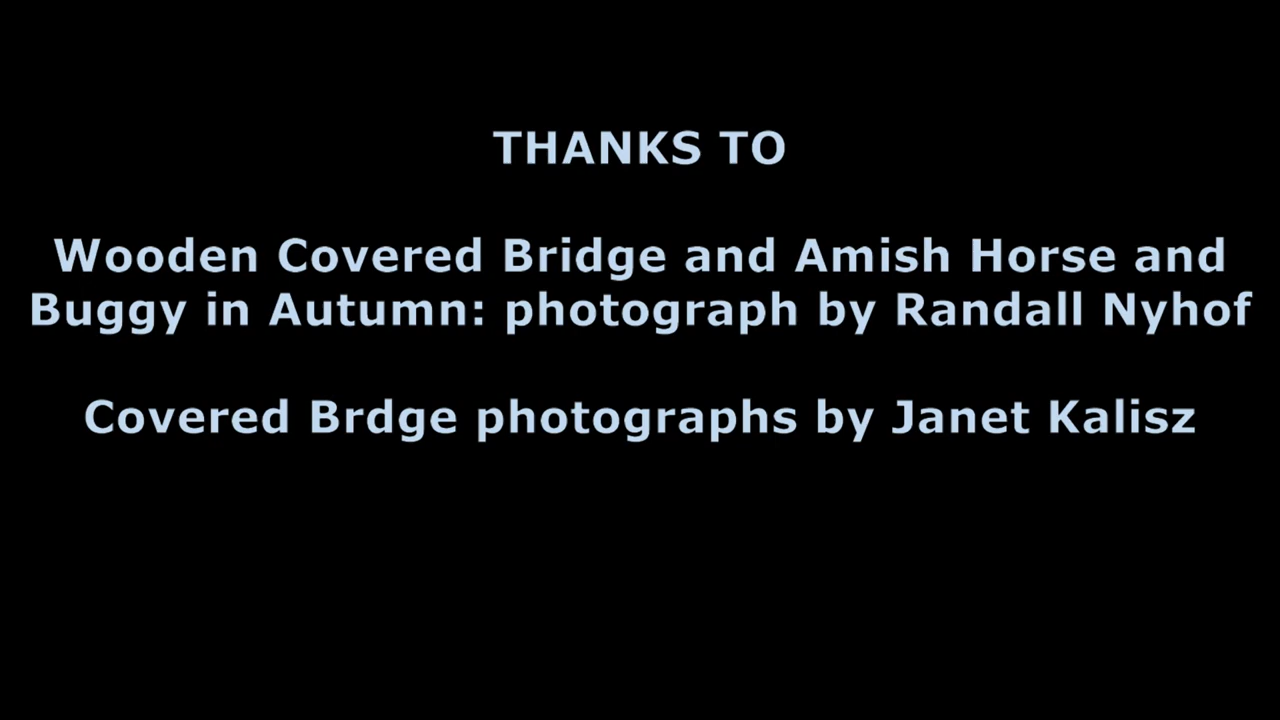 THANKS TO
Wooden Covered Bridge and Amish Horse and
Buggy in Autumn: photograph by Randall Nyhof
Covered Brdge photographs by Janet Kalisz